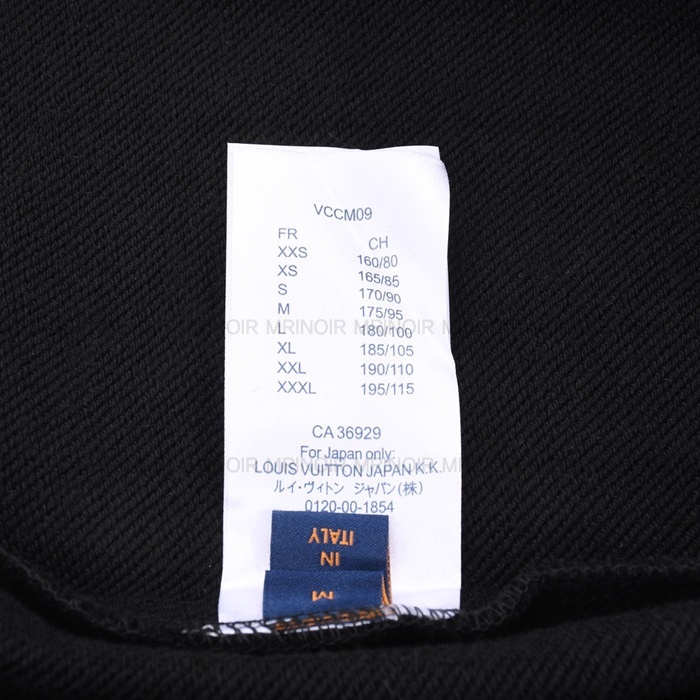 VCCM09
FR CH
XXS 160/80
XS 165/85
S 170/90
M 175/95
L 180/100
XL 185/105
XXL 190/110
XXXL 195/115
MRINOIR MRINOIR
CA 36929
For Japan only:
LOUIS VUITTON JAPAN K.K.
ルイ・ヴィトン ジャパン(株)
0120-00-1854
IN
ITALY
M